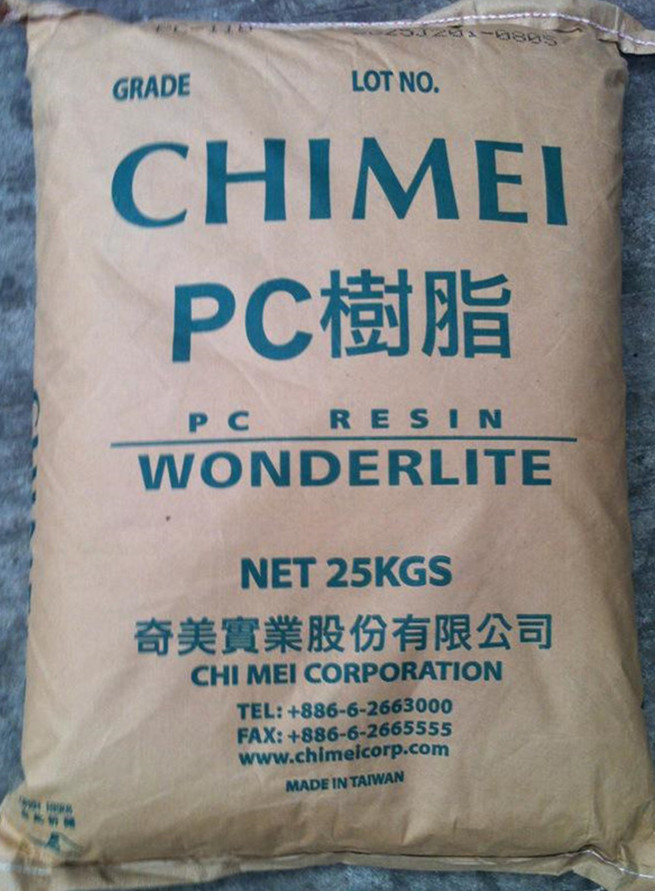 PC-110
GRADE LOT NO.
CHIMEI
PC樹脂
PC RESIN
WONDERLITE
NET 25KGS
奇美實業股份有限公司
CHI MEI CORPORATION
TEL: +886-6-2663000
FAX: +886-6-2665555
www.chimeicorp.com
MADE IN TAIWAN